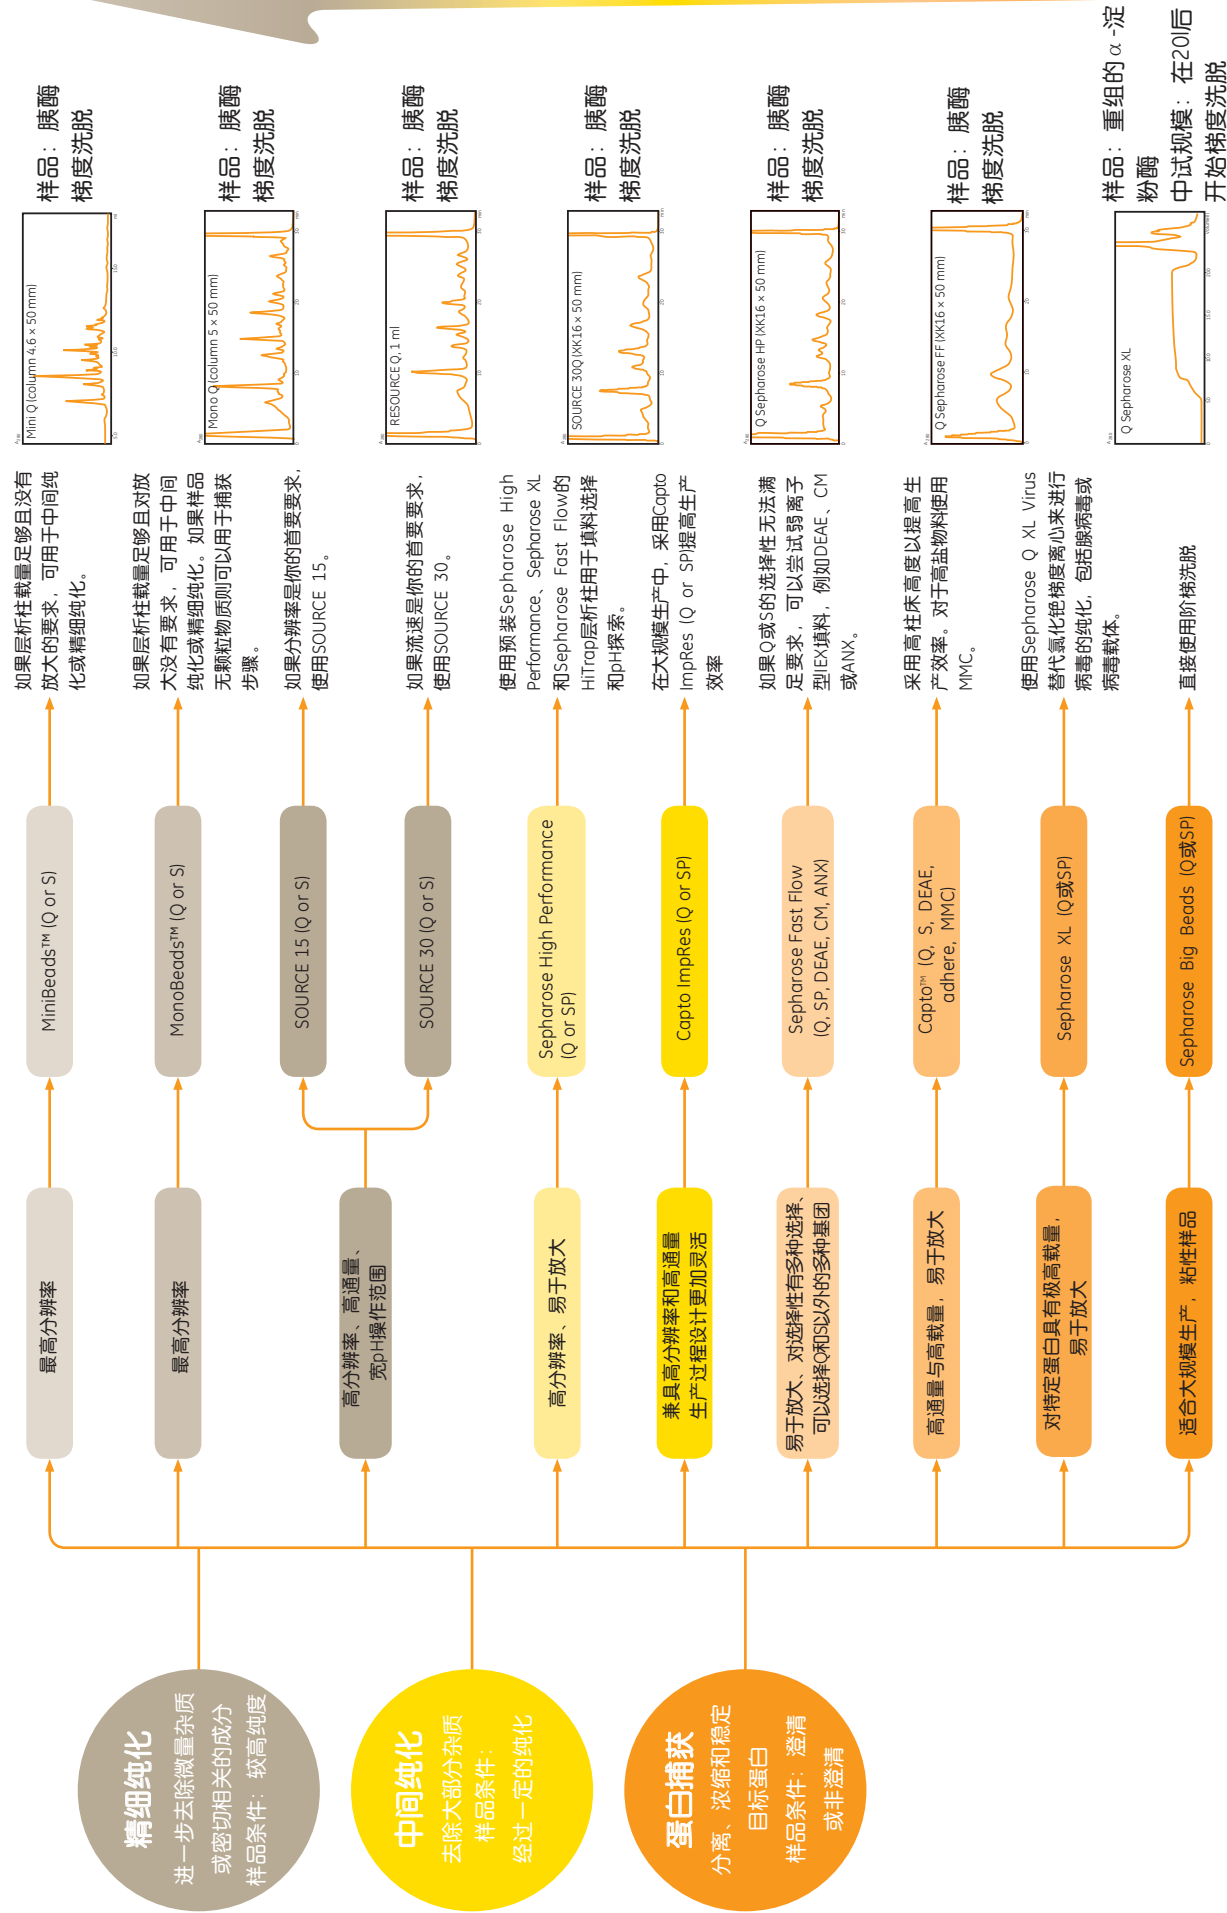 精细纯化
进一步去除微量杂质
或密切相关的成分
样品条件：较高纯度
中间纯化
去除大部分杂质
样品条件：
经过一定的纯化
蛋白捕获
分离、浓缩和稳定
目标蛋白
样品条件：澄清
或非澄清
最高分辨率
MiniBeads™ (Q or S)
如果层析柱载量足够且没有
放大的要求，可用于中间纯
化或精细纯化。
Mini Q (column 4.6 × 50 mm)
样品：胰酶
梯度洗脱
最高分辨率
MonoBeads™ (Q or S)
如果层析柱载量足够且对放
大没有要求，可用于中间
纯化或精细纯化。如果样品
无颗粒物质则可以用于捕获
步骤。
Mono Q (column 5 × 50 mm)
样品：胰酶
梯度洗脱
高分辨率、高通量、
宽pH操作范围
SOURCE 15 (Q or S)
如果分辨率是你的首要要求，
使用SOURCE 15。
SOURCE 30 (Q or S)
如果流速是你的首要要求，
使用SOURCE 30。
RESOURCE Q, 1 ml
样品：胰酶
梯度洗脱
SOURCE 30Q (XK16 × 50 mm)
样品：胰酶
梯度洗脱
高分辨率、易于放大
Sepharose High Performance
(Q or SP)
使用预装Sepharose High
Performance、Sepharose XL
和Sepharose Fast Flow的
HiTrap层析柱用于填料选择
和pH探索。
兼具高分辨率和高通量
生产过程设计更加灵活
Capto ImpRes (Q or SP)
在大规模生产中，采用Capto
ImpRes (Q or SP)提高生产
效率
Q Sepharose HP (XK16 × 50 mm)
样品：胰酶
梯度洗脱
易于放大、对选择性有多种选择、
可以选择Q和S以外的多种基团
Sepharose Fast Flow
(Q, SP, DEAE, CM, ANX)
如果Q或S的选择性无法满
足要求，可以尝试弱离子
型IEX填料，例如DEAE、CM
或ANX。
Q Sepharose FF (XK16 × 50 mm)
样品：胰酶
梯度洗脱
高通量与高载量，易于放大
Capto™ (Q, S, DEAE,
adhere, MMC)
采用高柱床高度以提高生
产效率。对于高盐物料使用
MMC。
对特定蛋白具有极高载量，
易于放大
Sepharose XL (Q或SP)
使用Sepharose Q XL Virus
替代氯化铯梯度离心来进行
病毒的纯化，包括腺病毒或
病毒载体。
Q Sepharose XL
样品：重组的α-淀
粉酶
中试规模：在20l后
开始梯度洗脱
适合大规模生产，粘性样品
Sepharose Big Beads (Q或SP)
直接使用阶梯洗脱